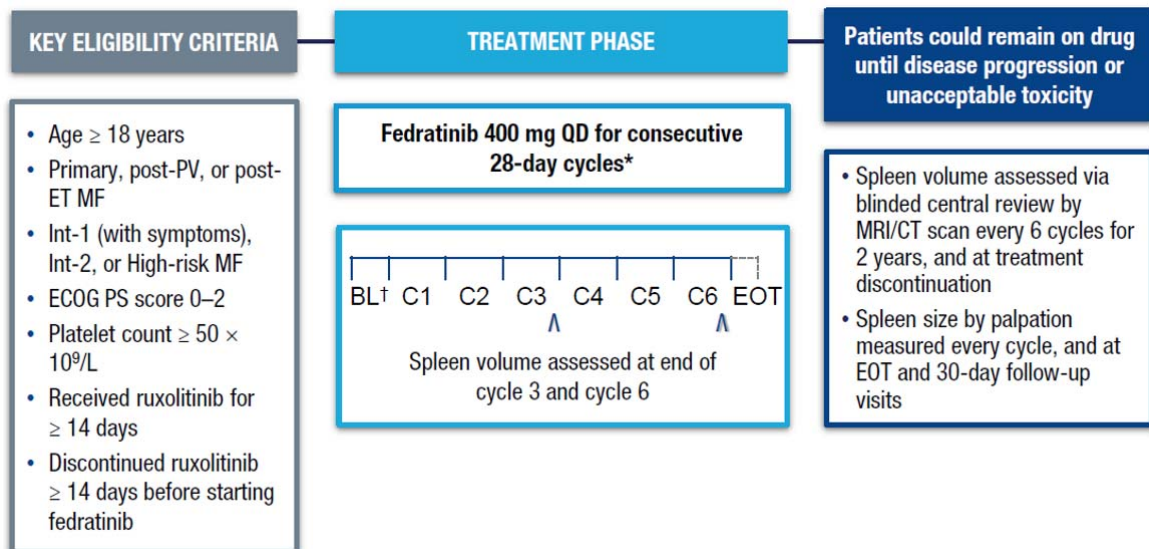 KEY ELIGIBILITY CRITERIA
• Age ≥ 18 years
• Primary, post-PV, or post-
ET MF
• Int-1 (with symptoms),
Int-2, or High-risk MF
• ECOG PS score 0–2
• Platelet count ≥ 50 ×
10⁹/L
• Received ruxolitinib for
≥ 14 days
• Discontinued ruxolitinib
≥ 14 days before starting
fedratinib
TREATMENT PHASE
Fedratinib 400 mg QD for consecutive
28-day cycles*
BL† C1 C2 C3 C4 C5 C6 EOT
Spleen volume assessed at end of
cycle 3 and cycle 6
Patients could remain on drug
until disease progression or
unacceptable toxicity
• Spleen volume assessed via
blinded central review by
MRI/CT scan every 6 cycles for
2 years, and at treatment
discontinuation
• Spleen size by palpation
measured every cycle, and at
EOT and 30-day follow-up
visits